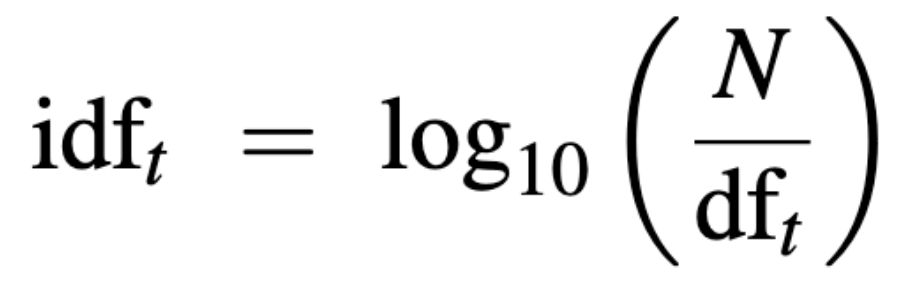 idf_t = log_10 (N / df_t)